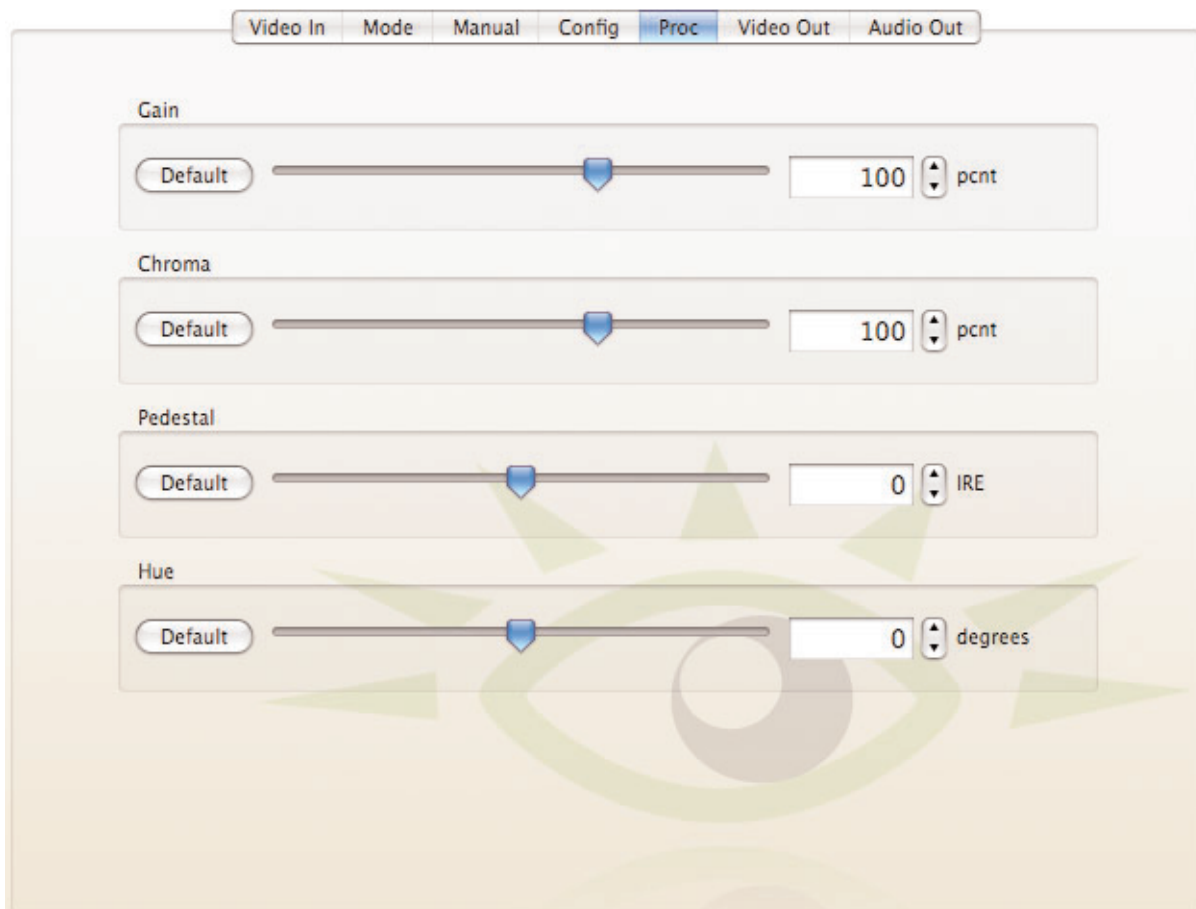 Video In Mode Manual Config Proc Video Out Audio Out
Gain
Default 100 pcnt
Chroma
Default 100 pcnt
Pedestal
Default 0 IRE
Hue
Default 0 degrees